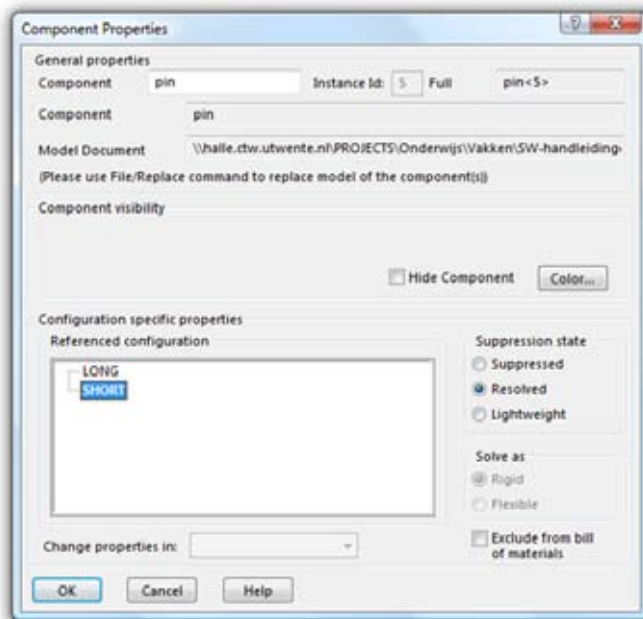 Component Properties
General properties
Component pin Instance Id: 5 Full pin<5>
Component pin
Model Document \\halle.ctw.utwente.nl\PROJECTS\Onderwijs\Vakken\SW-handleiding
(Please use File/Replace command to replace model of the component(s))
Component visibility
Hide Component Color...
Configuration specific properties
Referenced configuration
LONG
SHORT
Suppression state
Suppressed
Resolved
Lightweight
Solve as
Rigid
Flexible
Change properties in:
Exclude from bill
of materials
OK Cancel Help